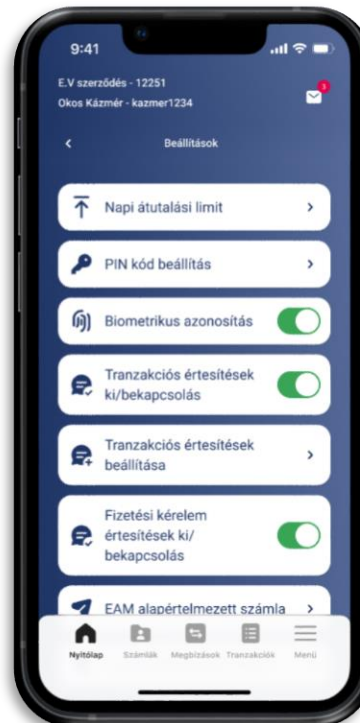 9:41
E.V szerződés - 12251
Okos Kázmér - kazmer1234
3
Beállítások
Napi átutalási limit
PIN kód beállítás
Biometrikus azonosítás
Tranzakciós értesítések
ki/bekapcsolás
Tranzakciós értesítések
beállítása
Fizetési kérelem
értesítések ki/
bekapcsolás
EAM alapértelmezett számla
Nyitólap Számlák Megbízások Tranzakciók Menü